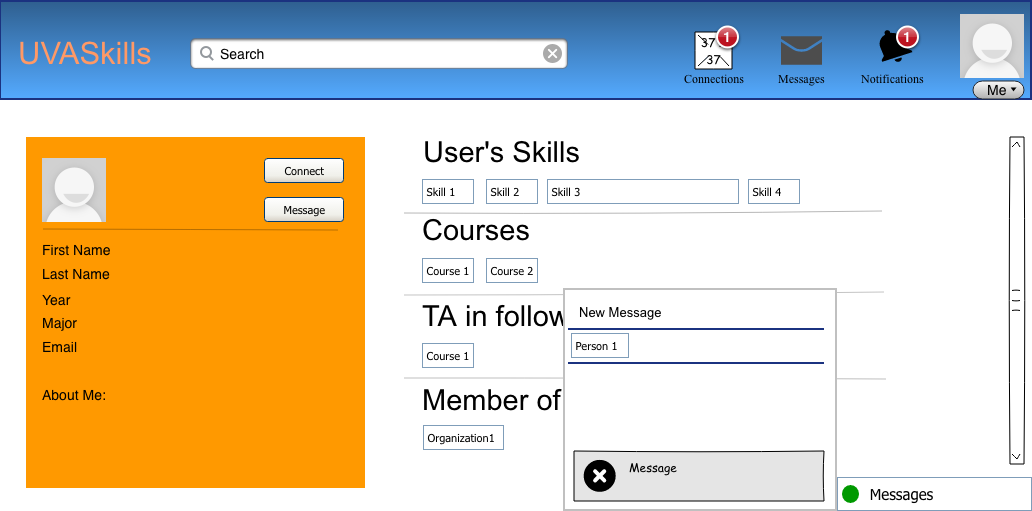 UVASkills
Search
37
37
1
Connections
Messages
1
Notifications
Me
Connect
Message
First Name
Last Name
Year
Major
Email
About Me:
User's Skills
Skill 1 Skill 2 Skill 3 Skill 4
Courses
Course 1 Course 2
TA in follow
Course 1
Member of
Organization1
New Message
Person 1
Message
Messages